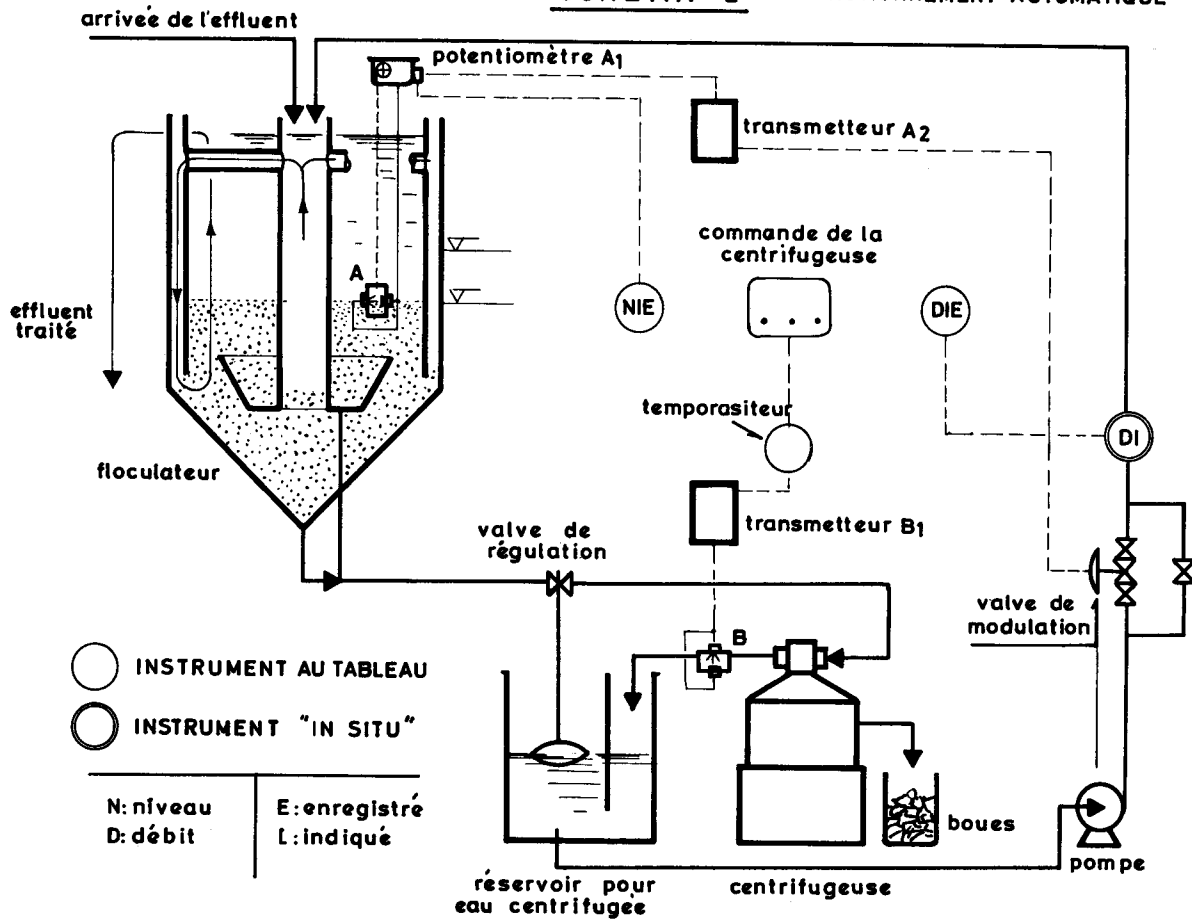 arrivée de l'effluent
potentiomètre A1
transmetteur A2
commande de la
centrifugeuse
A
NIE
DIE
effluent
traité
temporasiteur
DI
floculateur
transmetteur B1
valve de
régulation
valve de
modulation
B
INSTRUMENT AU TABLEAU
INSTRUMENT "IN SITU"
N: niveau
E: enregistré
D: débit
I: indiqué
boues
pompe
réservoir pour
eau centrifugée
centrifugeuse